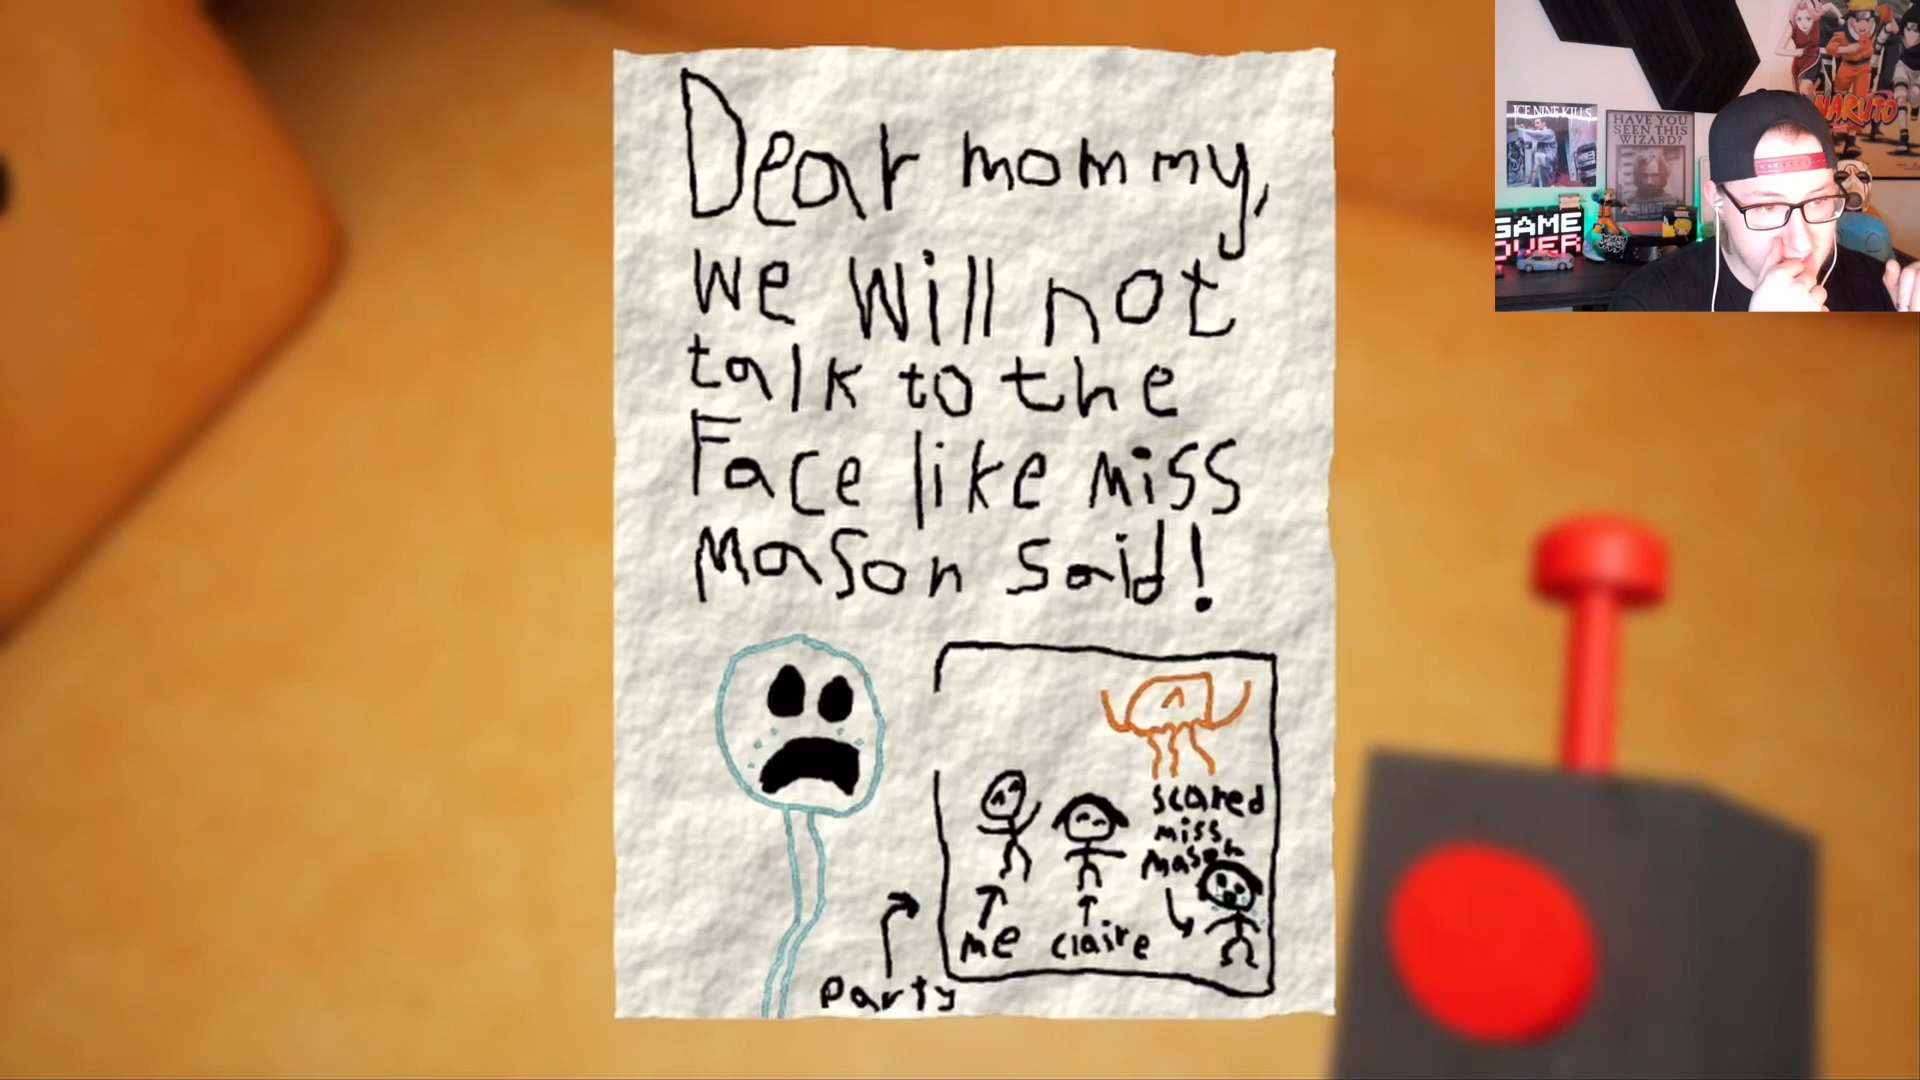 Dear mommy,
we will not
talk to the
Face like miss
mason said!
scared
miss
mason
me claire
party
ICE NINE KILLS
HAVE YOU
SEEN THIS
WIZARD?
NARUTO
GAME
OVER